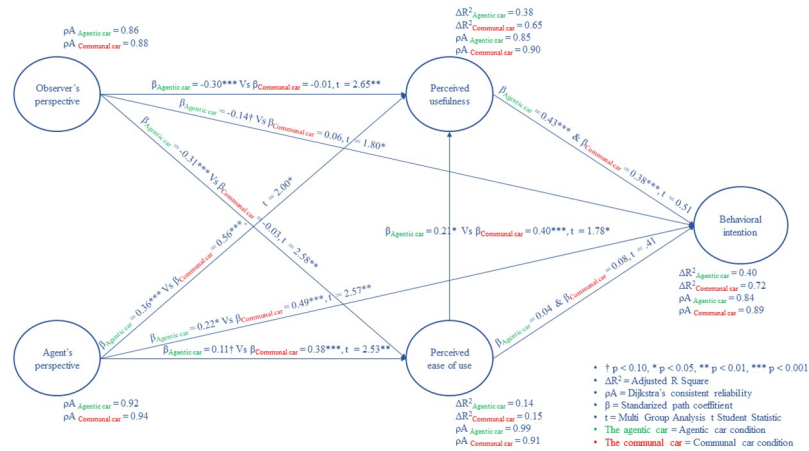 ρA Agentic car = 0.86
ρA Communal car = 0.88
ΔR² Agentic car = 0.38
ΔR² Communal car = 0.65
ρA Agentic car = 0.85
ρA Communal car = 0.90
Observer's
perspective
Perceived
usefulness
βAgentic car = -0.30*** Vs βCommunal car = -0.01, t = 2.65**
βAgentic car = -0.14† Vs βCommunal car = 0.06, t = 1.80*
βAgentic car = -0.31*** Vs βCommunal car = -0.03, t = 2.58**
βAgentic car = 0.43*** & βCommunal car = 0.38***, t = 0.51
βAgentic car = 0.36*** Vs βCommunal car = 0.56***, t = 2.00*
βAgentic car = 0.21* Vs βCommunal car = 0.40***, t = 1.78*
Behavioral
intention
ΔR² Agentic car = 0.40
ΔR² Communal car = 0.72
ρA Agentic car = 0.84
ρA Communal car = 0.89
βAgentic car = 0.22* Vs βCommunal car = 0.49***, t = 2.57**
βAgentic car = 0.04 & βCommunal car = 0.08, t = .41
Agent's
perspective
βAgentic car = 0.11† Vs βCommunal car = 0.38***, t = 2.53**
Perceived
ease of use
ρA Agentic car = 0.92
ρA Communal car = 0.94
ΔR² Agentic car = 0.14
ΔR² Communal car = 0.15
ρA Agentic car = 0.99
ρA Communal car = 0.91
• † p < 0.10, * p < 0.05, ** p < 0.01, *** p < 0.001
• ΔR² = Adjusted R Square
• ρA = Dijkstra's consistent reliability
• β = Standarized path coeffitient
• t = Multi Group Analysis t Student Statistic
• The agentic car = Agentic car condition
• The communal car = Communal car condition